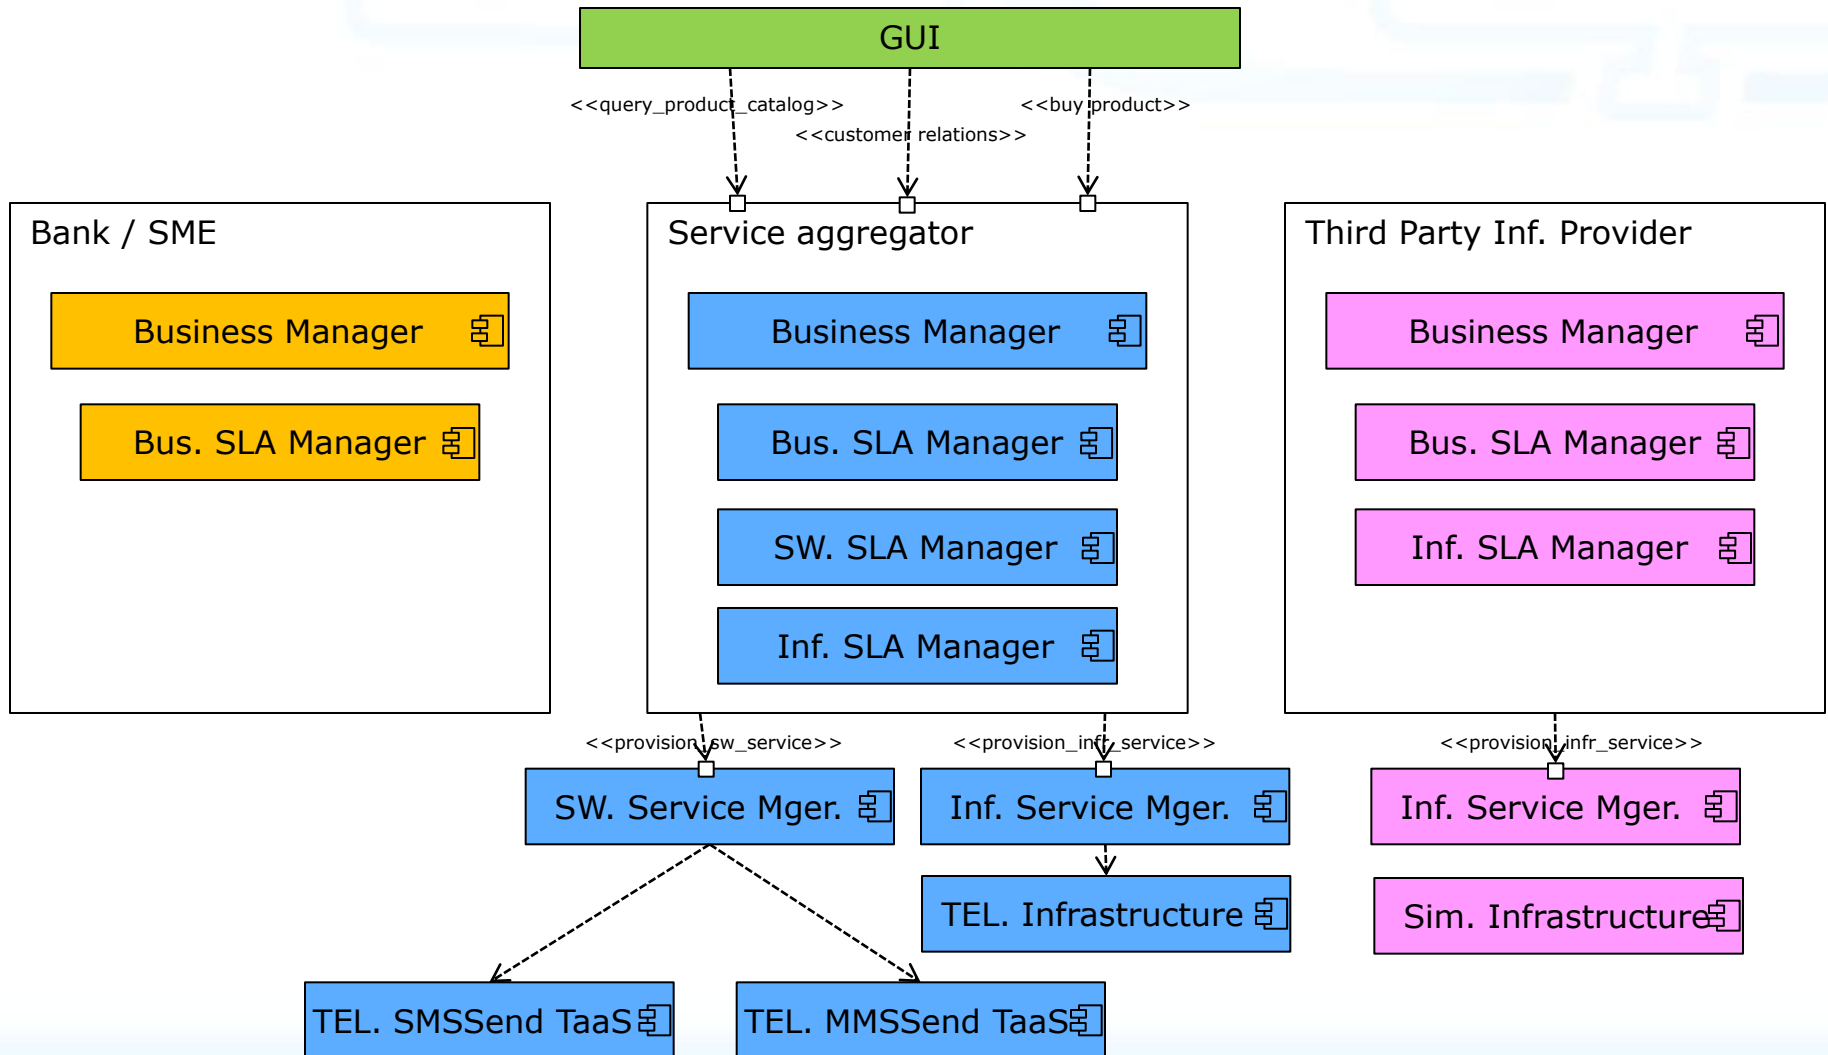 GUI
<<query_product_catalog>>
<<buy product>>
<<customer relations>>
Bank / SME
Business Manager
Bus. SLA Manager
Service aggregator
Business Manager
Bus. SLA Manager
SW. SLA Manager
Inf. SLA Manager
Third Party Inf. Provider
Business Manager
Bus. SLA Manager
Inf. SLA Manager
<<provision_sw_service>>
<<provision_infr_service>>
<<provision_infr_service>>
SW. Service Mger.
Inf. Service Mger.
Inf. Service Mger.
TEL. Infrastructure
Sim. Infrastructure
TEL. SMSSend TaaS
TEL. MMSSend TaaS